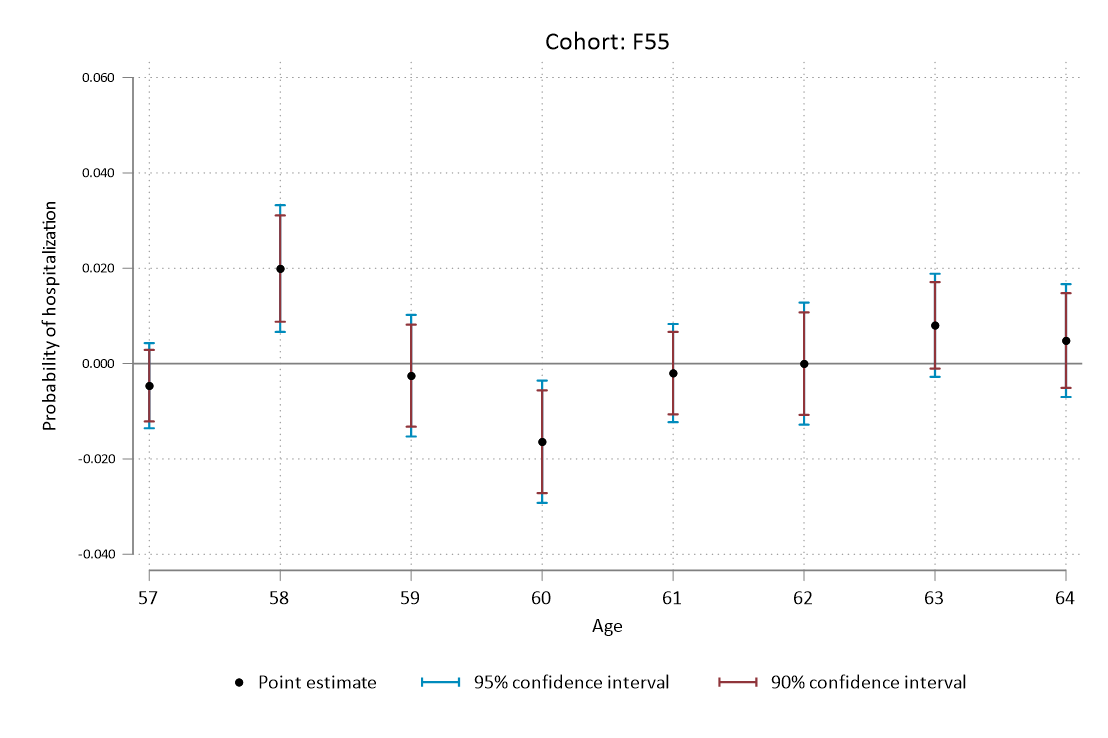 Cohort: F55
Probability of hospitalization
0.060
0.040
0.020
0.000
-0.020
-0.040
57 58 59 60 61 62 63 64
Age
Point estimate 95% confidence interval 90% confidence interval